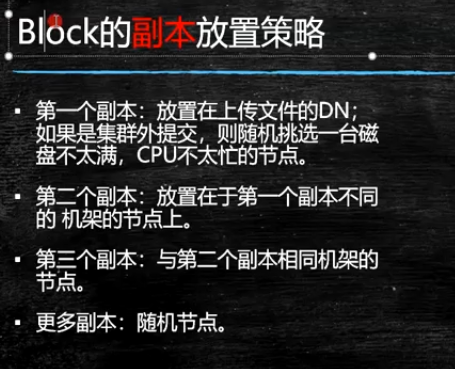 Block的副本放置策略
▪ 第一个副本：放置在上传文件的DN；
如果是集群外提交，则随机挑选一台磁
盘不太满，CPU不太忙的节点。
▪ 第二个副本：放置在于第一个副本不同
的 机架的节点上。
▪ 第三个副本：与第二个副本相同机架的
节点。
▪ 更多副本：随机节点。